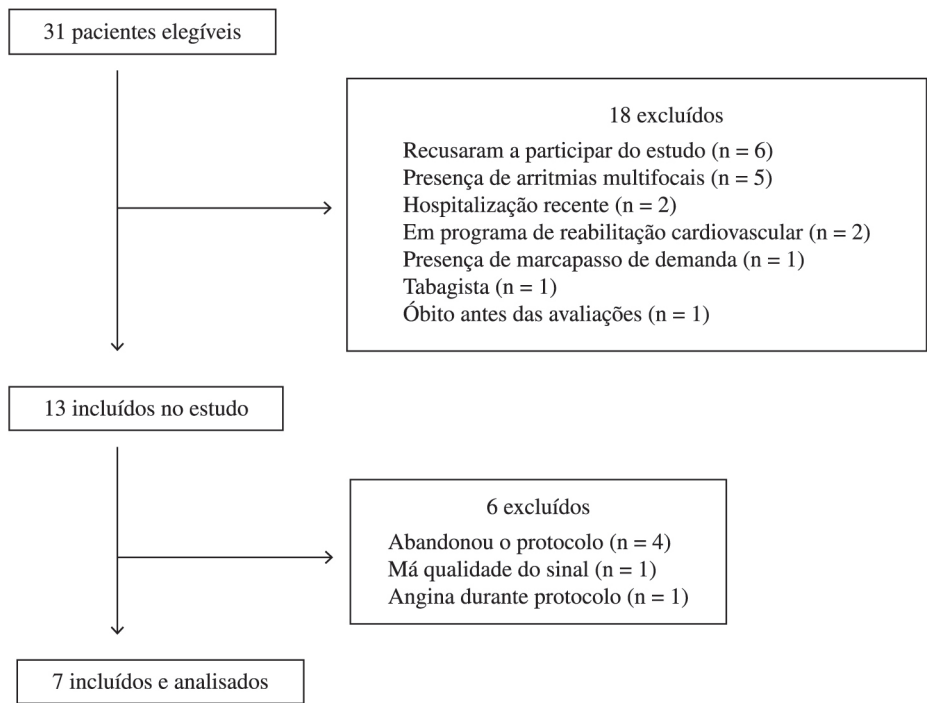 31 pacientes elegíveis
18 excluídos
Recusaram a participar do estudo (n = 6)
Presença de arritmias multifocais (n = 5)
Hospitalização recente (n = 2)
Em programa de reabilitação cardiovascular (n = 2)
Presença de marcapasso de demanda (n = 1)
Tabagista (n = 1)
Óbito antes das avaliações (n = 1)
13 incluídos no estudo
6 excluídos
Abandonou o protocolo (n = 4)
Má qualidade do sinal (n = 1)
Angina durante protocolo (n = 1)
7 incluídos e analisados